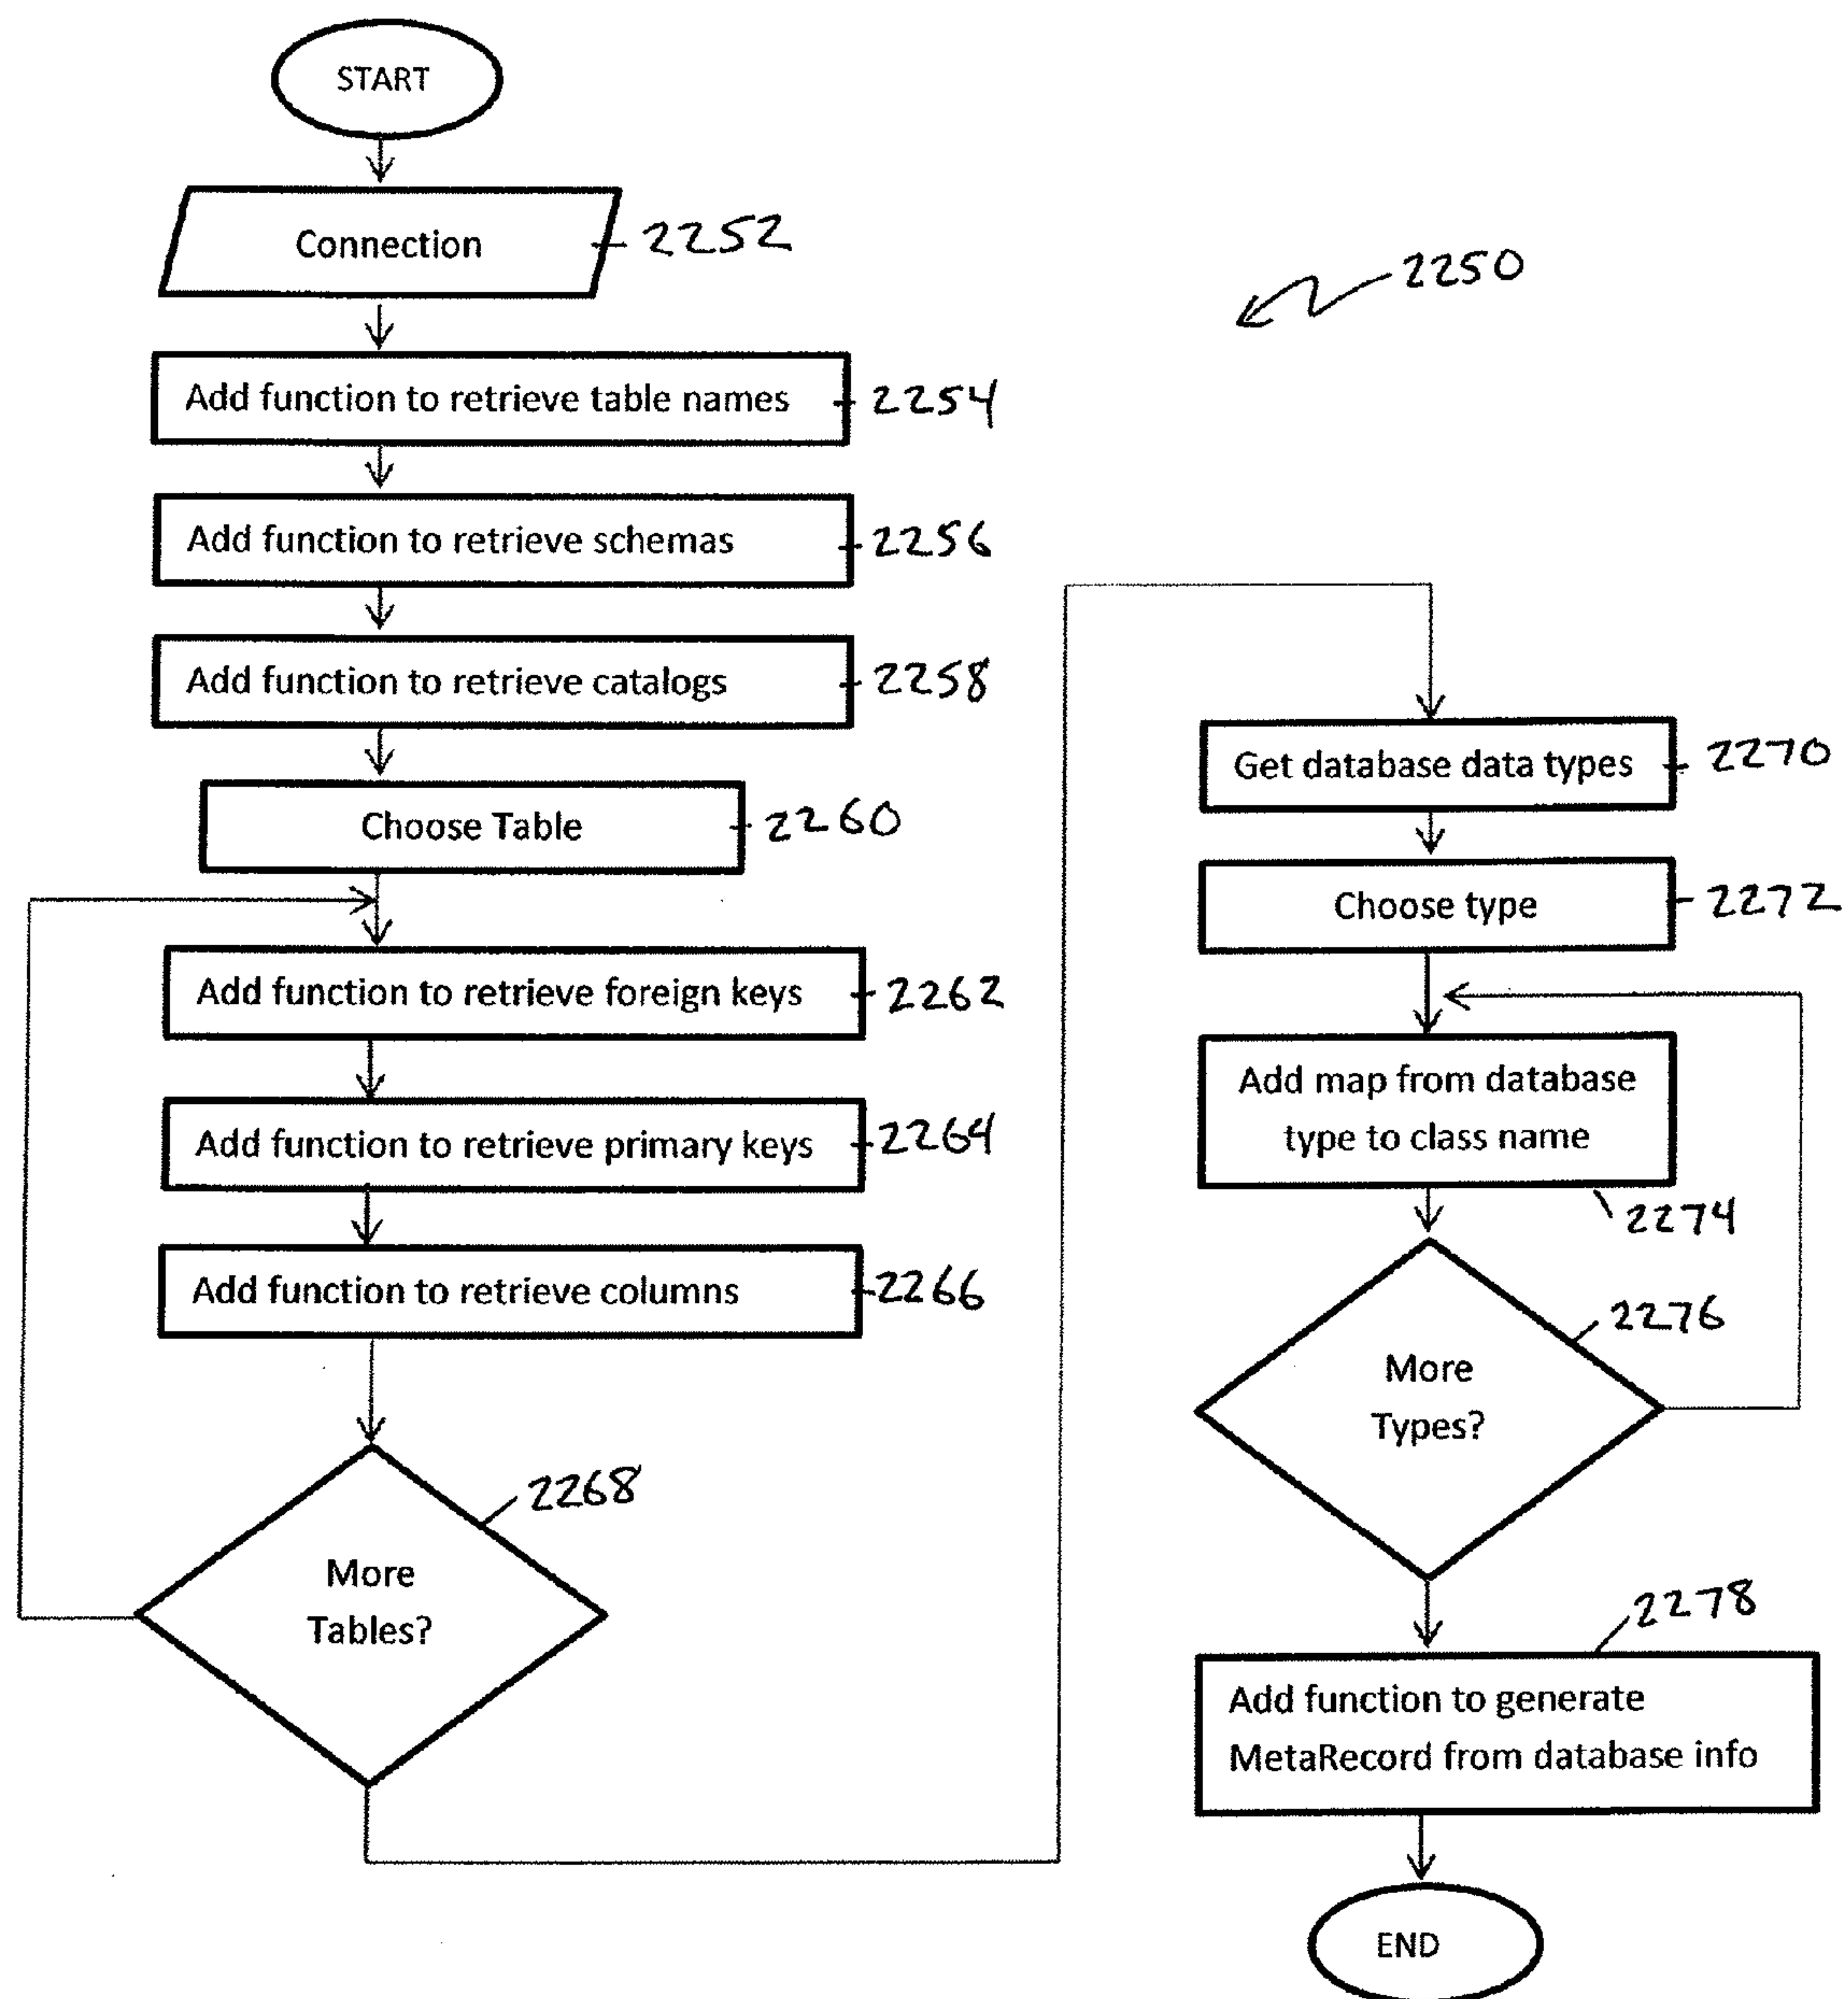 START
Connection
2252
2250
Add function to retrieve table names
2254
Add function to retrieve schemas
2256
Add function to retrieve catalogs
2258
Choose Table
2260
Add function to retrieve foreign keys
2262
Add function to retrieve primary keys
2264
Add function to retrieve columns
2266
More
Tables?
2268
Get database data types
2270
Choose type
2272
Add map from database
type to class name
2274
More
Types?
2276
2278
Add function to generate
MetaRecord from database info
END